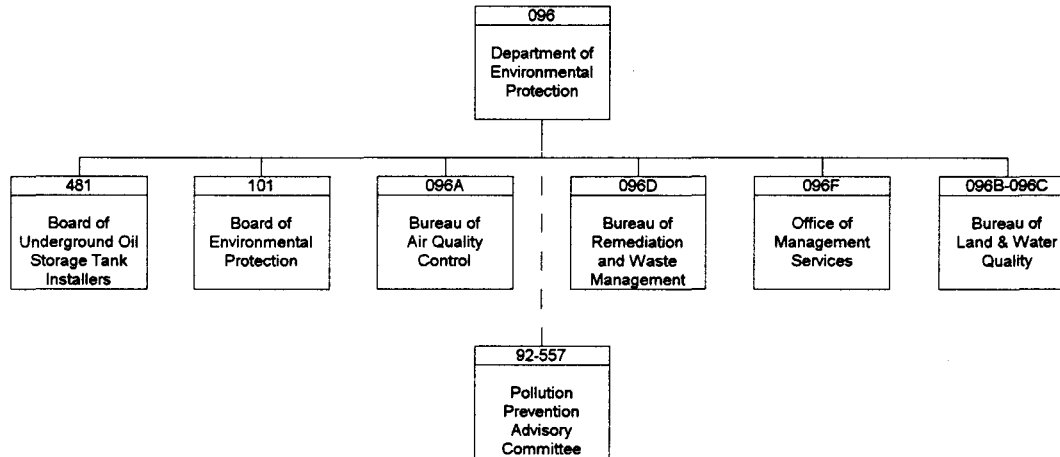 096
Department of
Environmental
Protection
481
Board of
Underground Oil
Storage Tank
Installers
101
Board of
Environmental
Protection
096A
Bureau of
Air Quality
Control
096D
Bureau of
Remediation
and Waste
Management
096F
Office of
Management
Services
096B-096C
Bureau of
Land & Water
Quality
92-557
Pollution
Prevention
Advisory
Committee